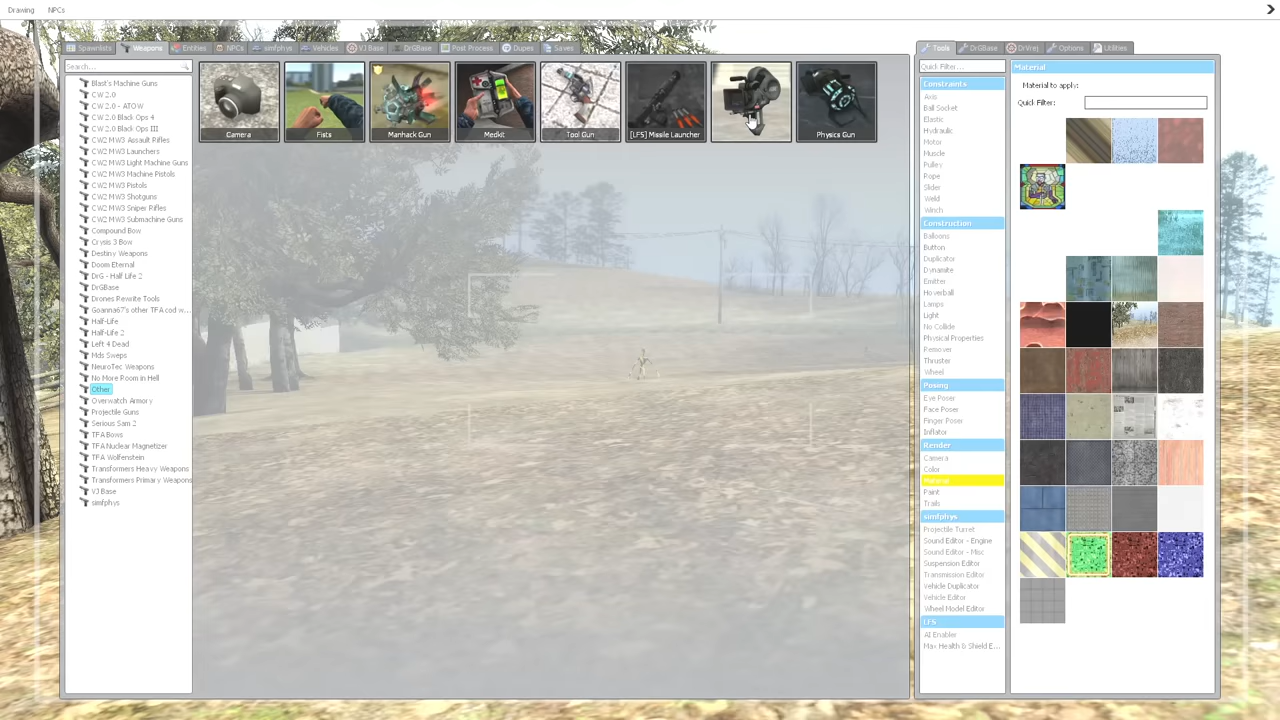 Drawing NPCs
Spawnlists Weapons Entities NPCs simfphys Vehicles VJ Base DrGBase Post Process Dupes Saves
Search...
Blast's Machine Guns
CW 2.0
CW 2.0 - ATOW
CW 2.0 Black Ops 4
CW 2.0 Black Ops III
CW2 MW3 Assault Rifles
CW2 MW3 Launchers
CW2 MW3 Light Machine Guns
CW2 MW3 Machine Pistols
CW2 MW3 Pistols
CW2 MW3 Shotguns
CW2 MW3 Sniper Rifles
CW2 MW3 Submachine Guns
Compound Bow
Crysis 3 Bow
Destiny Weapons
Doom Eternal
DrG - Half Life 2
DrGBase
Drones Rewrite Tools
Goanna67's other TFA cod w...
Half-Life
Half-Life 2
Left 4 Dead
Mds Sweps
NeuroTec Weapons
No More Room in Hell
Other
Overwatch Armory
Projectile Guns
Serious Sam 2
TFA Bows
TFA Nuclear Magnetizer
TFA Wolfenstein
Transformers Heavy Weapons
Transformers Primary Weapons
VJ Base
simfphys
Camera
Fists
Manhack Gun
Medkit
Tool Gun
[LFS] Missile Launcher
Physics Gun
Tools DrGBase DrVrej Options Utilities
Quick Filter...
Constraints
Axis
Ball Socket
Elastic
Hydraulic
Motor
Muscle
Pulley
Rope
Slider
Weld
Winch
Construction
Balloons
Button
Duplicator
Dynamite
Emitter
Hoverball
Lamps
Light
No Collide
Physical Properties
Remover
Thruster
Wheel
Posing
Eye Poser
Face Poser
Finger Poser
Inflator
Render
Camera
Color
Material
Paint
Trails
simfphys
Projectile Turret
Sound Editor - Engine
Sound Editor - Misc
Suspension Editor
Transmission Editor
Vehicle Duplicator
Vehicle Editor
Wheel Model Editor
LFS
AI Enabler
Max Health & Shield E...
Material
Material to apply:
Quick Filter: